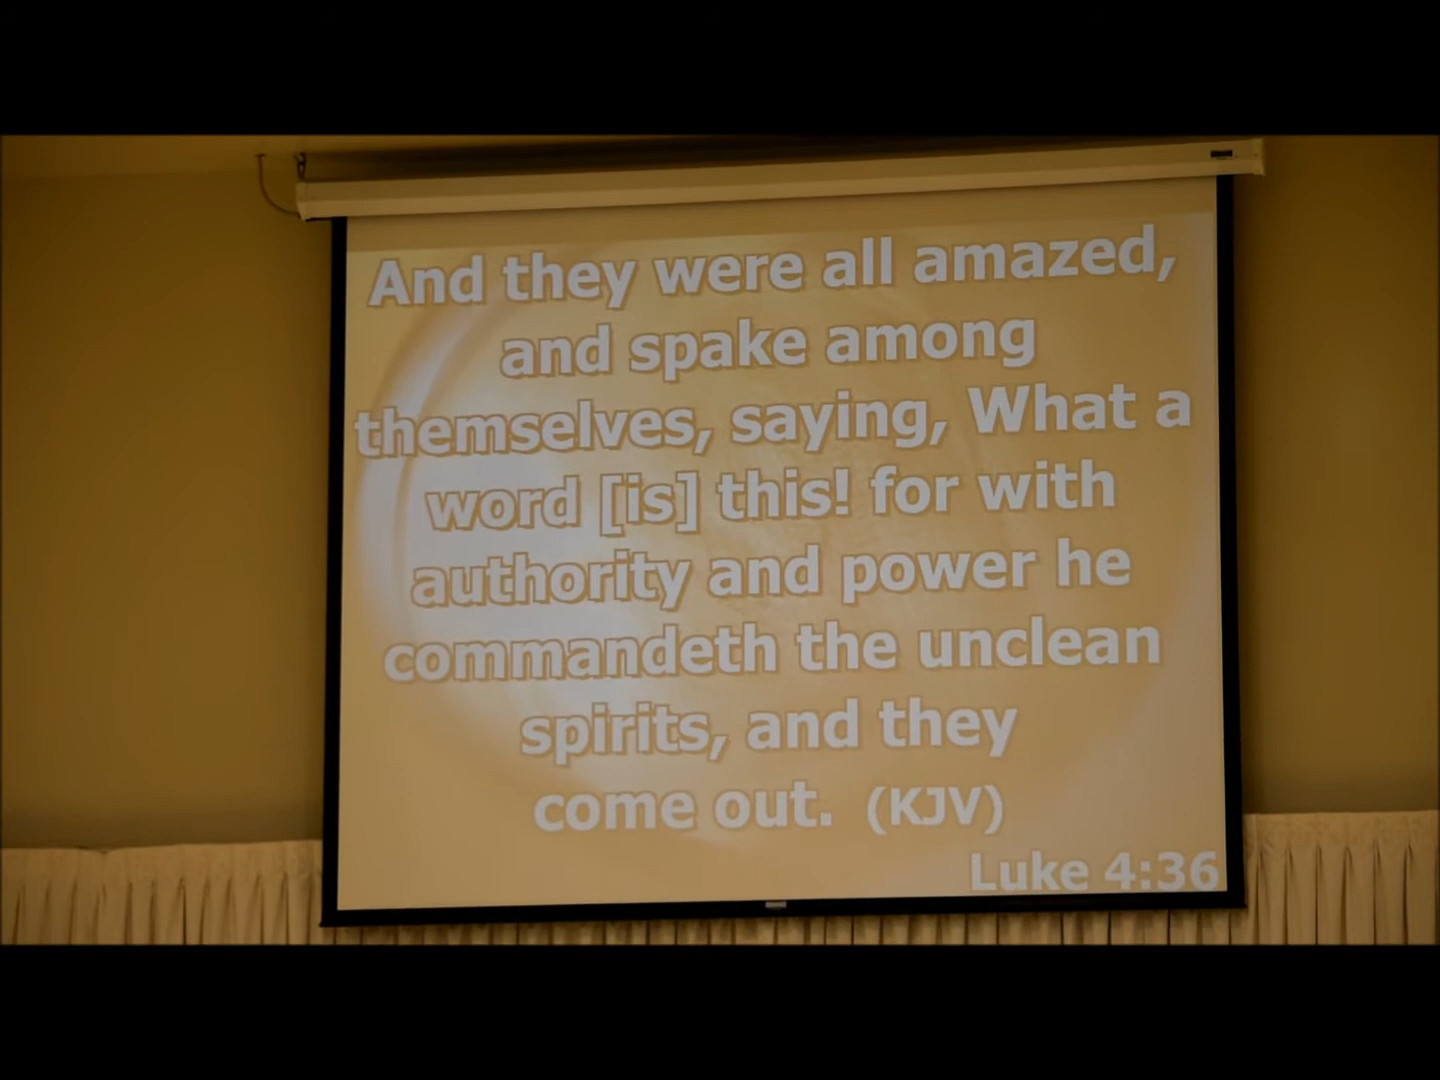 And they were all amazed,
and spake among
themselves, saying, What a
word [is] this! for with
authority and power he
commandeth the unclean
spirits, and they
come out. (KJV)
Luke 4:36